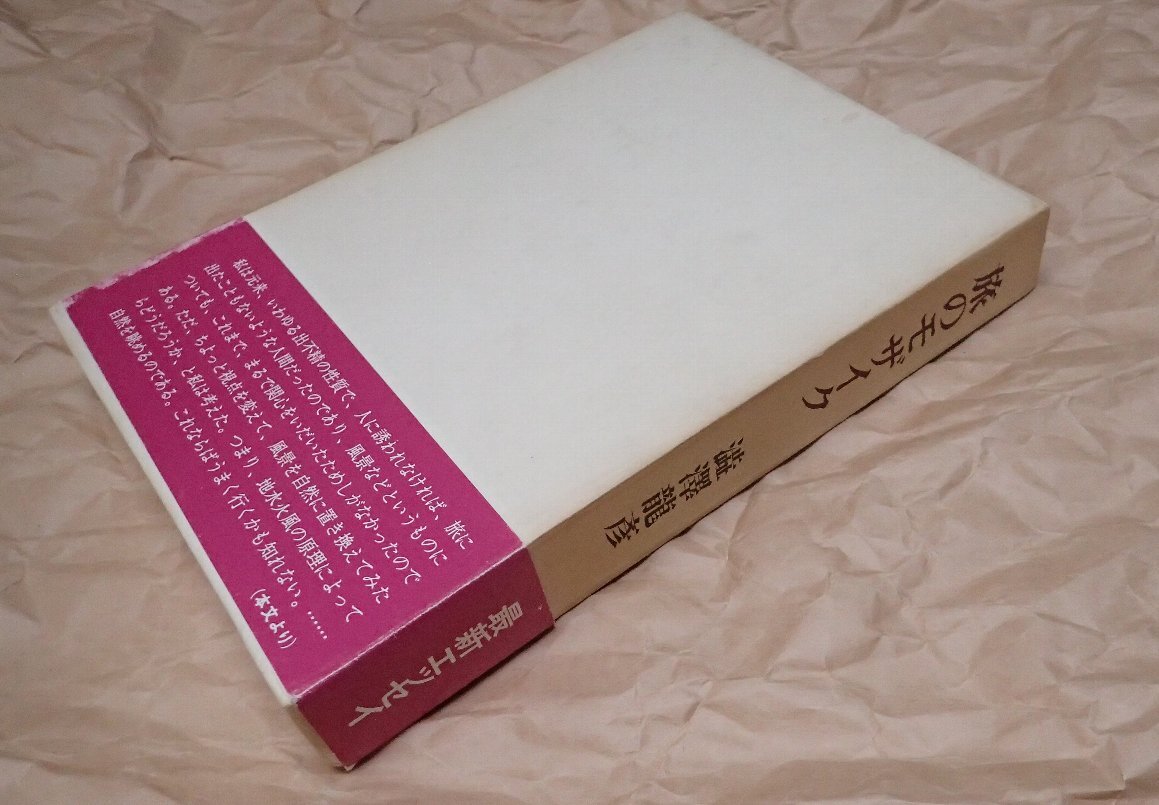 旅のモザイク
澁澤龍彥
最新エッセイ
私は元来、いわゆる出不精の性質で、人に誘われなければ、旅に
出たこともないような人間だったのであり、風景などというものに
ついても、これまで、まるで関心をいだいたためしがなかったので
ある。ただ、ちょっと視点を変えて、風景を自然に置き換えてみた
らどうだろうか、と私は考えた。つまり、地水火風の原理によって
自然を眺めるのである。これならばうまく行くかも知れない。……
(本文より)